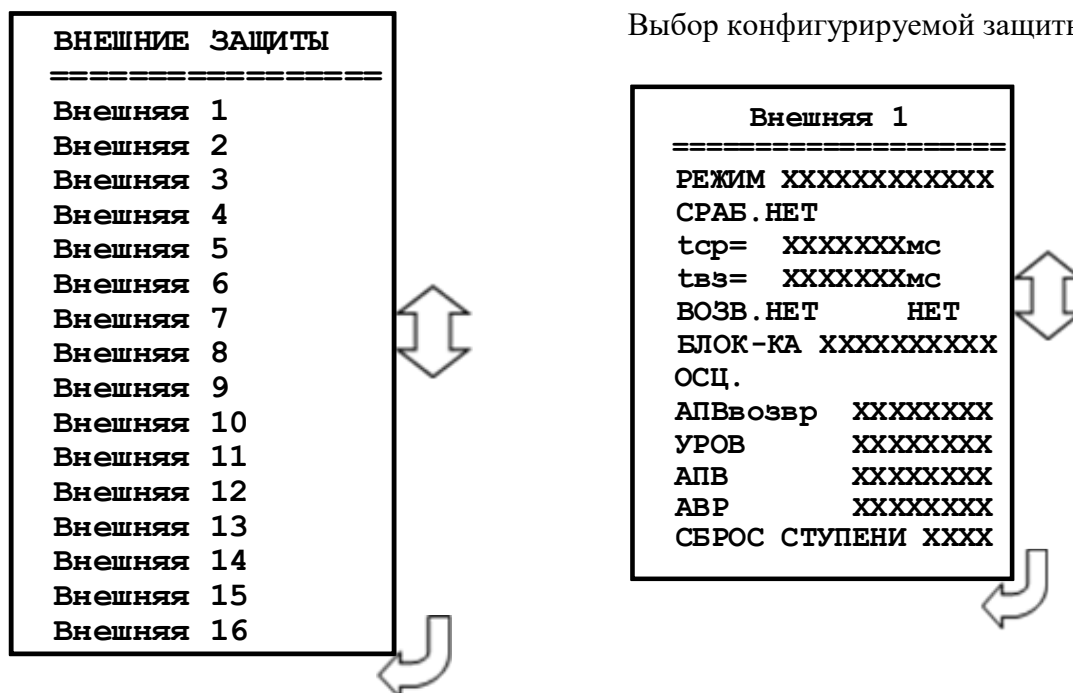 ВНЕШНИЕ ЗАЩИТЫ
=================
Внешняя 1
Внешняя 2
Внешняя 3
Внешняя 4
Внешняя 5
Внешняя 6
Внешняя 7
Внешняя 8
Внешняя 9
Внешняя 10
Внешняя 11
Внешняя 12
Внешняя 13
Внешняя 14
Внешняя 15
Внешняя 16
Выбор конфигурируемой
Внешняя 1
====================
РЕЖИМ XXXXXXXXXXXX
СРАБ.НЕТ
tср= XXXXXXXмс
tвз= XXXXXXXмс
ВОЗВ.НЕТ НЕТ
БЛОК-КА XXXXXXXXXX
ОСЦ.
АПВвозвр XXXXXXXX
УРОВ XXXXXXXX
АПВ XXXXXXXX
АВР XXXXXXXX
СБРОС СТУПЕНИ XXXX